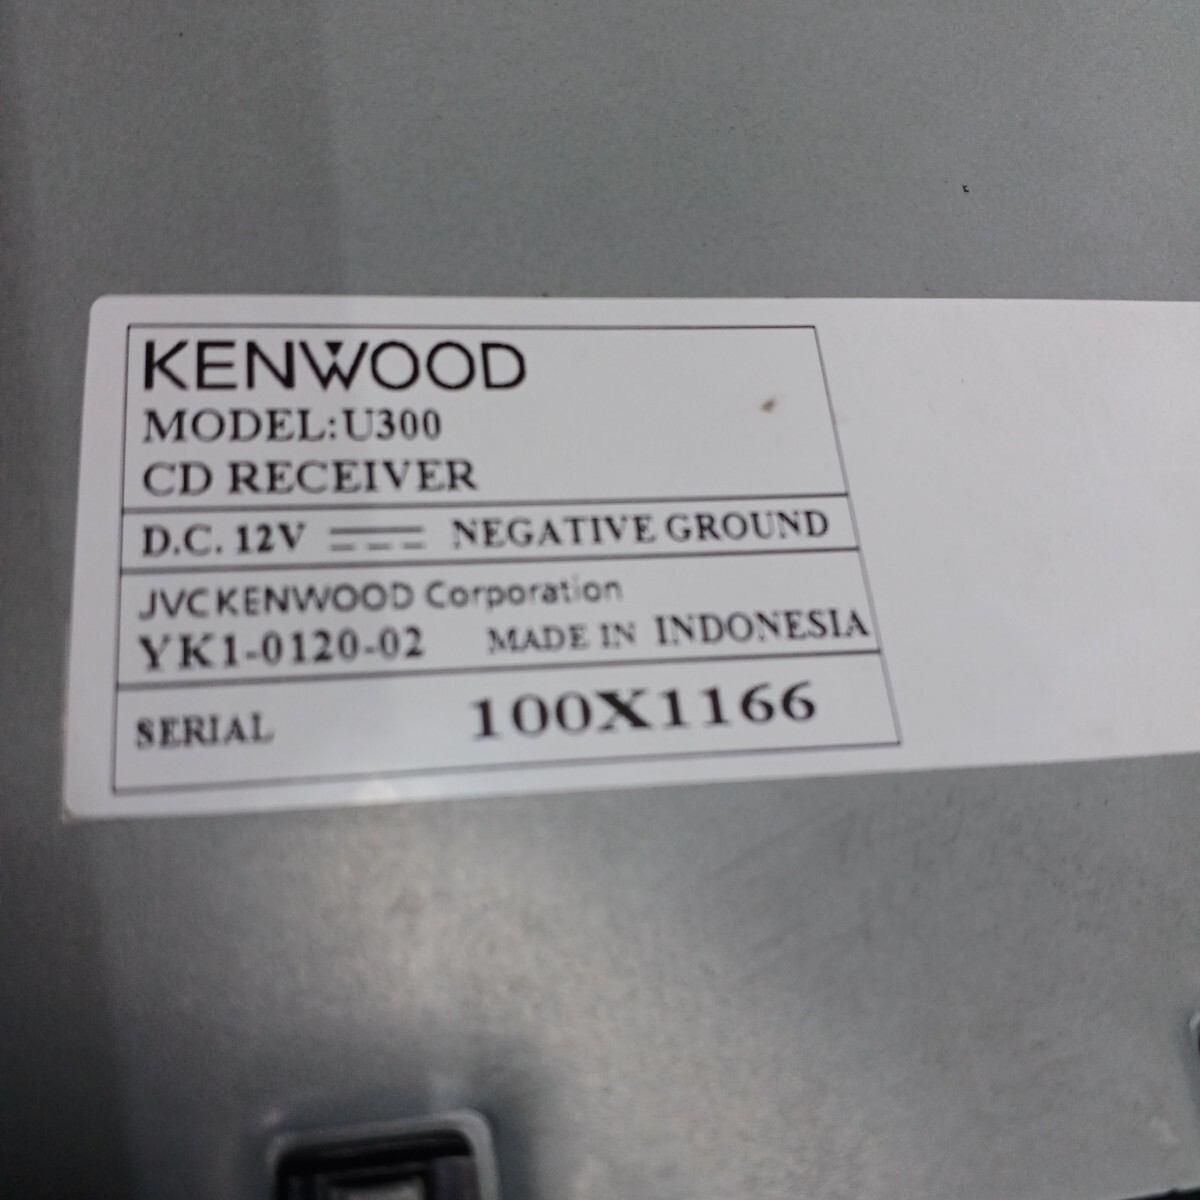 KENWOOD
MODEL:U300
CD RECEIVER
D.C. 12V NEGATIVE GROUND
JVCKENWOOD Corporation
YK1-0120-02 MADE IN INDONESIA
SERIAL 100X1166